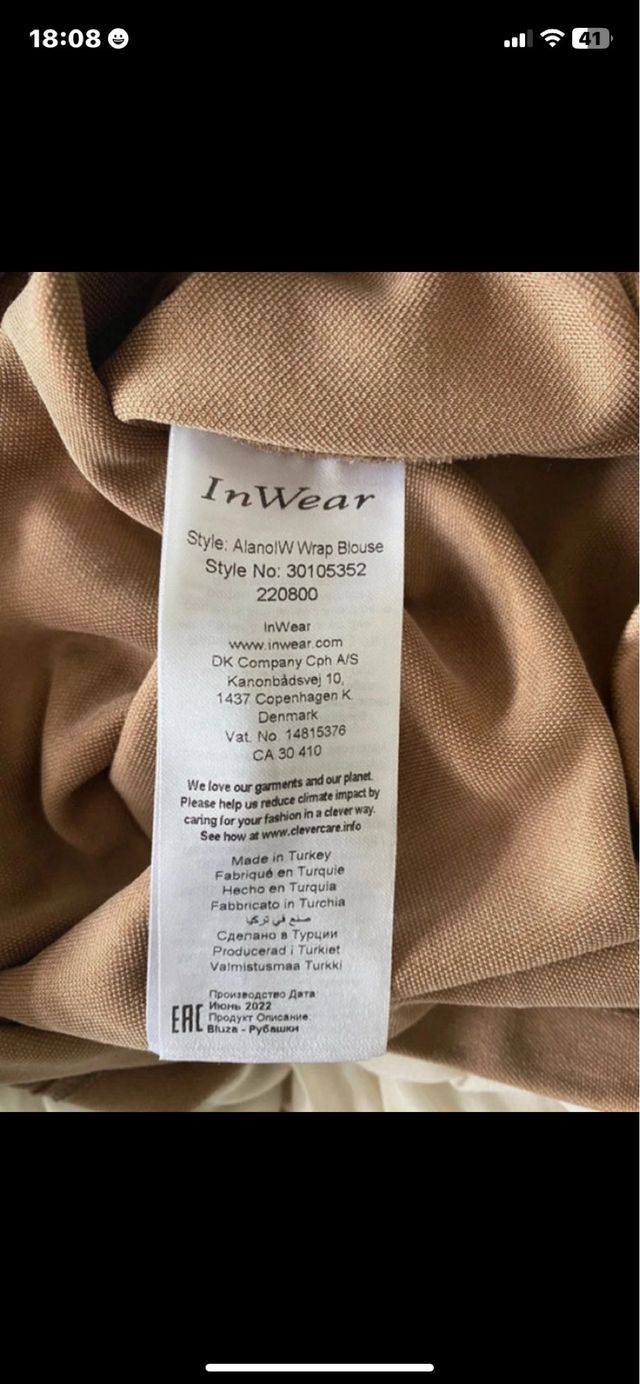 18:08
41
InWear
Style: AlanoIW Wrap Blouse
Style No: 30105352
220800
InWear
www.inwear.com
DK Company Cph A/S
Kanonbådsvej 10,
1437 Copenhagen K
Denmark
Vat. No. 14815376
CA 30 410
We love our garments and our planet.
Please help us reduce climate impact by
caring for your fashion in a clever way.
See how at www.clevercare.info
Made in Turkey
Fabriqué en Turquie
Hecho en Turquia
Fabbricato in Turchia
صنع في تركيا
Сделано в Турции
Producerad i Turkiet
Valmistusmaa Turkki
Производство Дата
Июнь 2022
EAC Продукт Описание
Bluza - Рубашки